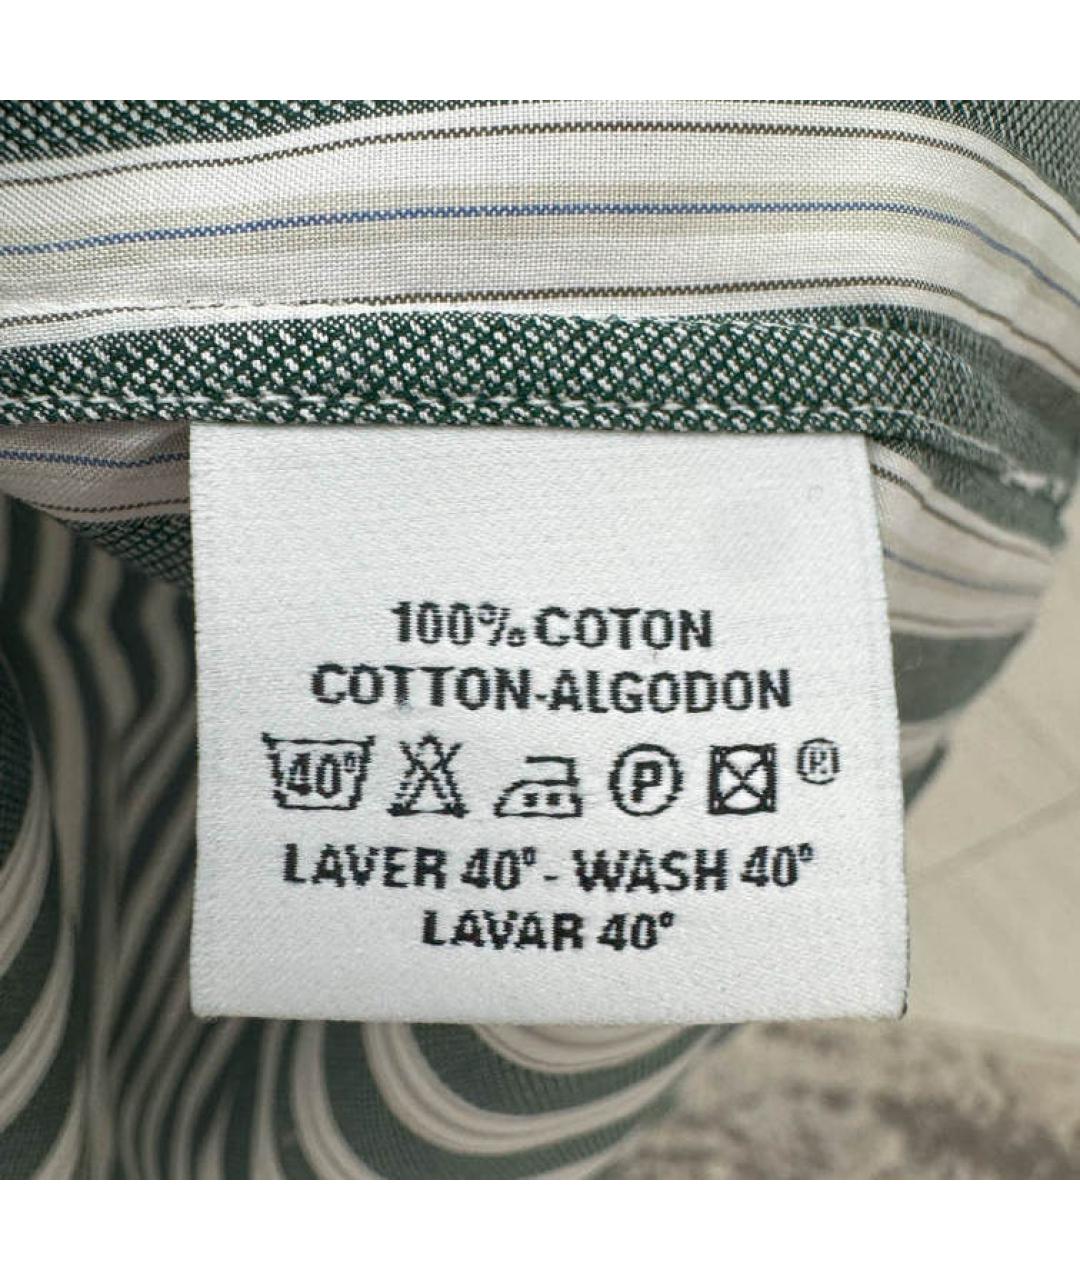 100% COTON
COTTON-ALGODON
40° P ®
LAVER 40° - WASH 40°
LAVAR 40°